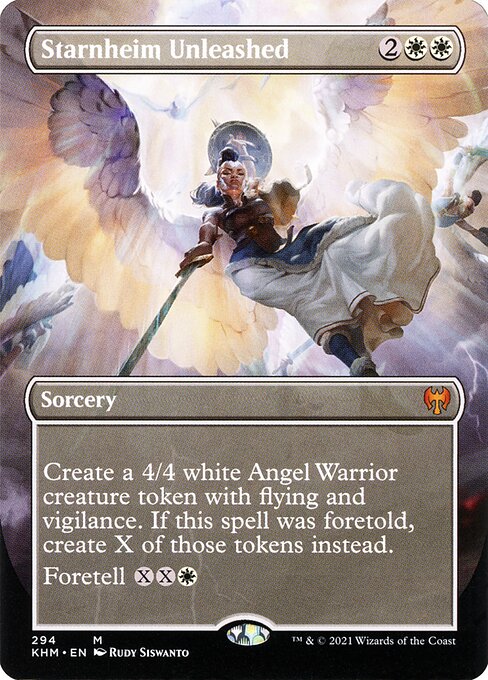 Starnheim Unleashed 2
Sorcery
Create a 4/4 white Angel Warrior
creature token with flying and
vigilance. If this spell was foretold,
create X of those tokens instead.
Foretell X X
294 M
KHM • EN RUDY SISWANTO
™ & © 2021 Wizards of the Coast